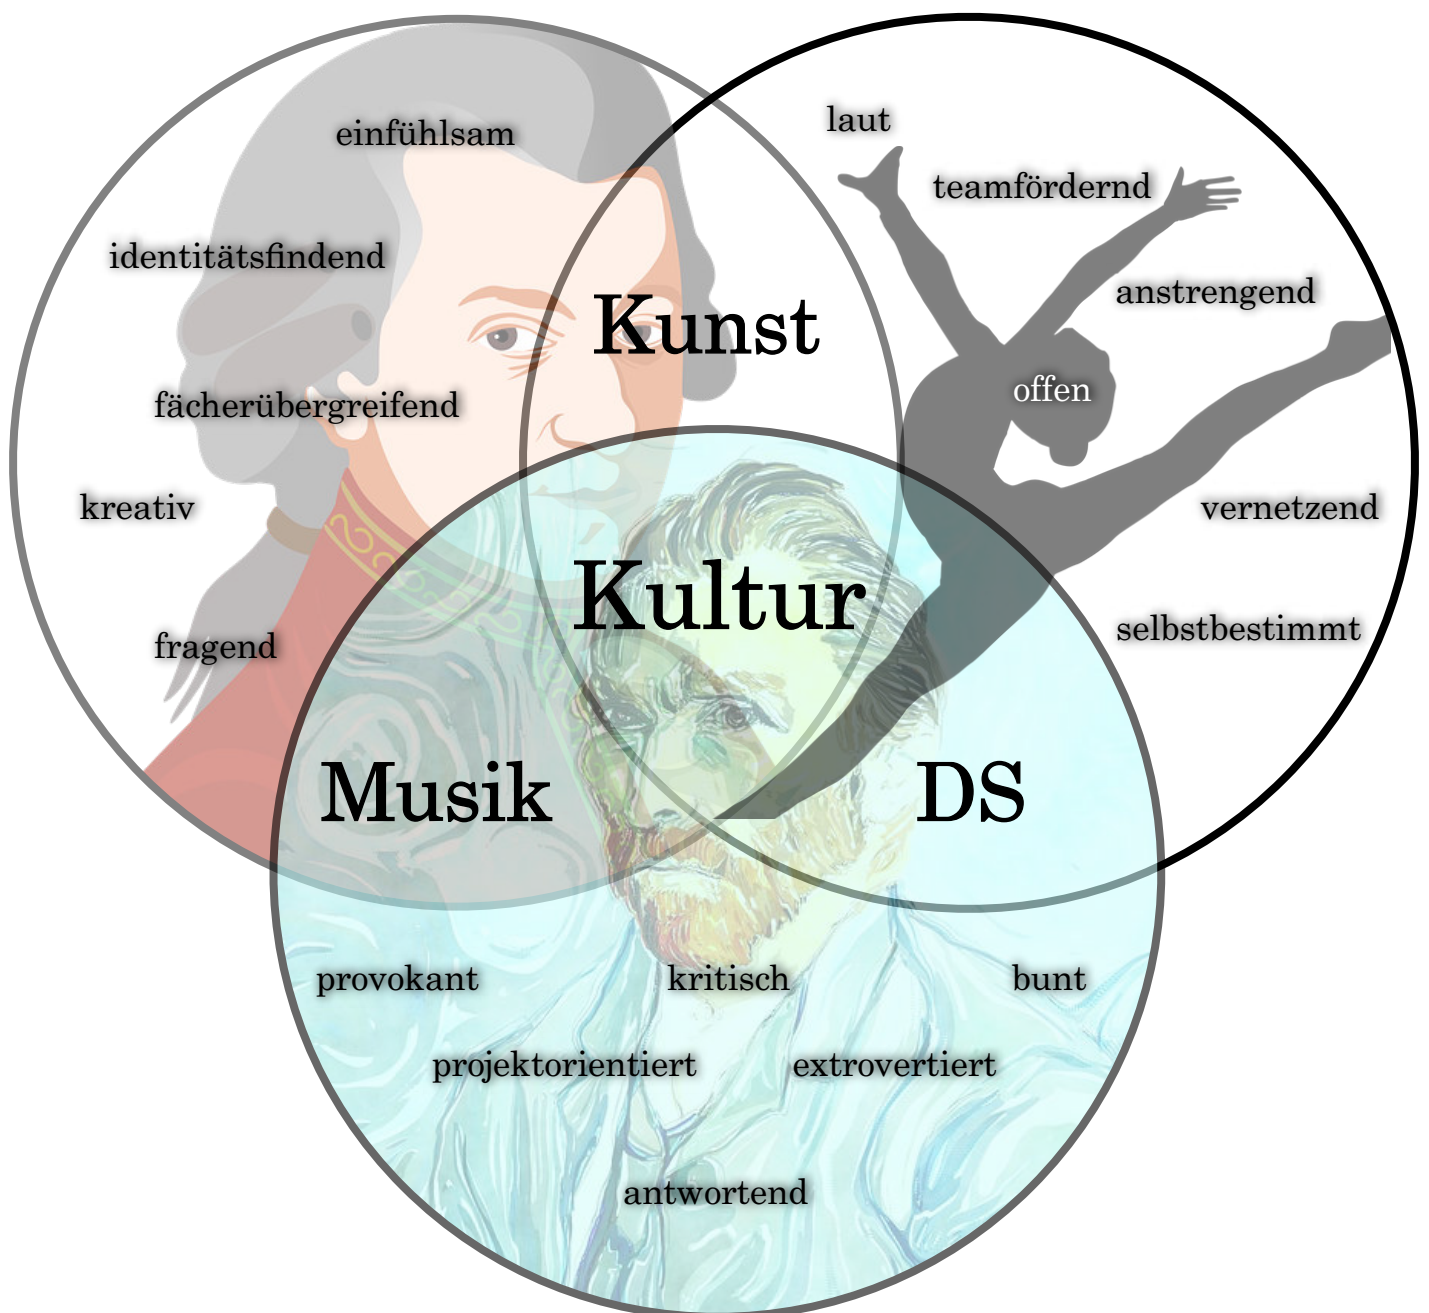 laut
einfühlsam
teamfördernd
identitätsfindend
anstrengend
Kunst
offen
fächerübergreifend
kreativ
vernetzend
Kultur
selbstbestimmt
fragend
Musik
DS
provokant
kritisch
bunt
projektorientiert
extrovertiert
antwortend